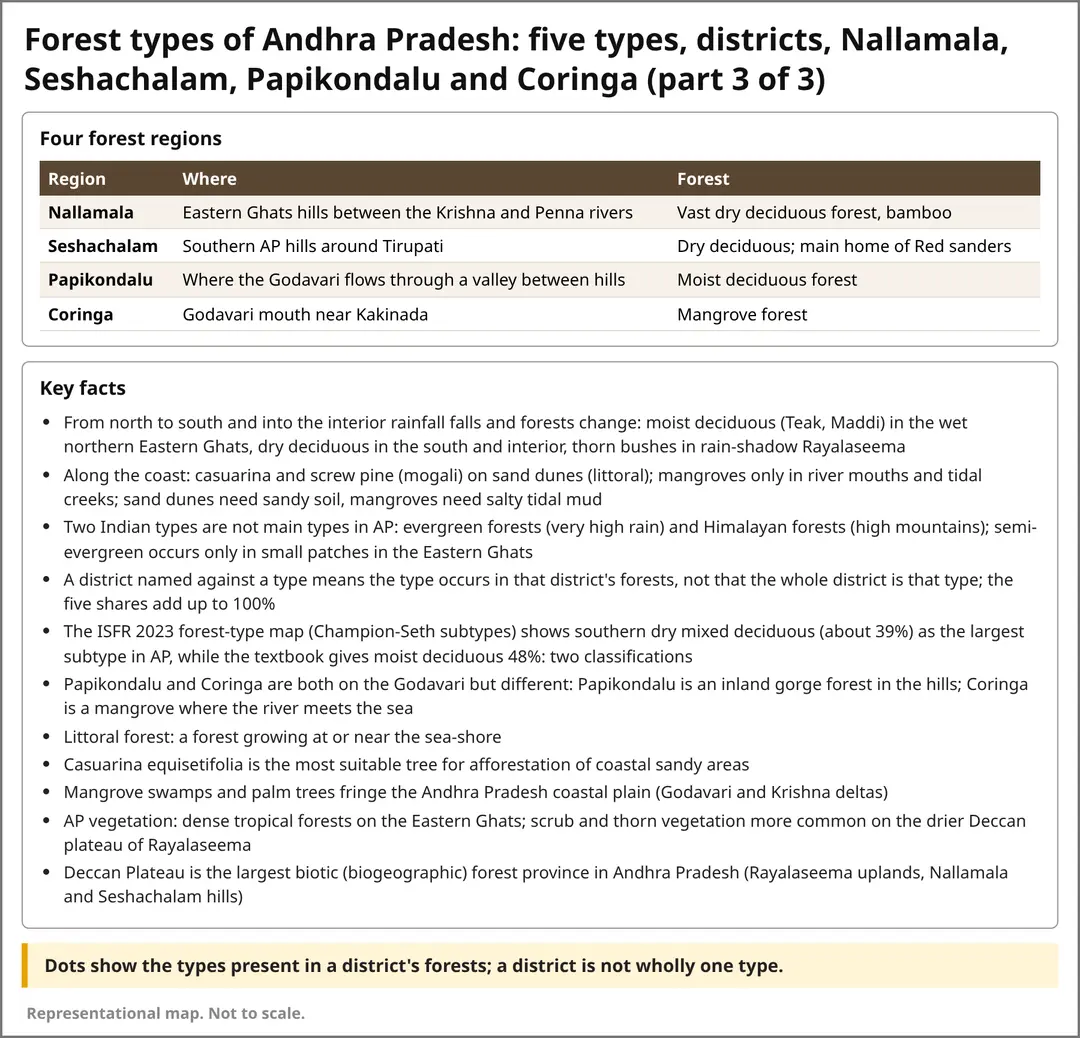 Forest types of Andhra Pradesh: five types, districts, Nallamala,
Seshachalam, Papikondalu and Coringa (part 3 of 3)
Four forest regions
Region Where Forest
Nallamala Eastern Ghats hills between the Krishna and Penna rivers Vast dry deciduous forest, bamboo
Seshachalam Southern AP hills around Tirupati Dry deciduous; main home of Red sanders
Papikondalu Where the Godavari flows through a valley between hills Moist deciduous forest
Coringa Godavari mouth near Kakinada Mangrove forest
Key facts
• From north to south and into the interior rainfall falls and forests change: moist deciduous (Teak, Maddi) in the wet
northern Eastern Ghats, dry deciduous in the south and interior, thorn bushes in rain-shadow Rayalaseema
• Along the coast: casuarina and screw pine (mogali) on sand dunes (littoral); mangroves only in river mouths and tidal
creeks; sand dunes need sandy soil, mangroves need salty tidal mud
• Two Indian types are not main types in AP: evergreen forests (very high rain) and Himalayan forests (high mountains); semi-
evergreen occurs only in small patches in the Eastern Ghats
• A district named against a type means the type occurs in that district's forests, not that the whole district is that type; the
five shares add up to 100%
• The ISFR 2023 forest-type map (Champion-Seth subtypes) shows southern dry mixed deciduous (about 39%) as the largest
subtype in AP, while the textbook gives moist deciduous 48%: two classifications
• Papikondalu and Coringa are both on the Godavari but different: Papikondalu is an inland gorge forest in the hills; Coringa
is a mangrove where the river meets the sea
• Littoral forest: a forest growing at or near the sea-shore
• Casuarina equisetifolia is the most suitable tree for afforestation of coastal sandy areas
• Mangrove swamps and palm trees fringe the Andhra Pradesh coastal plain (Godavari and Krishna deltas)
• AP vegetation: dense tropical forests on the Eastern Ghats; scrub and thorn vegetation more common on the drier Deccan
plateau of Rayalaseema
• Deccan Plateau is the largest biotic (biogeographic) forest province in Andhra Pradesh (Rayalaseema uplands, Nallamala
and Seshachalam hills)
Dots show the types present in a district's forests; a district is not wholly one type.
Representational map. Not to scale.